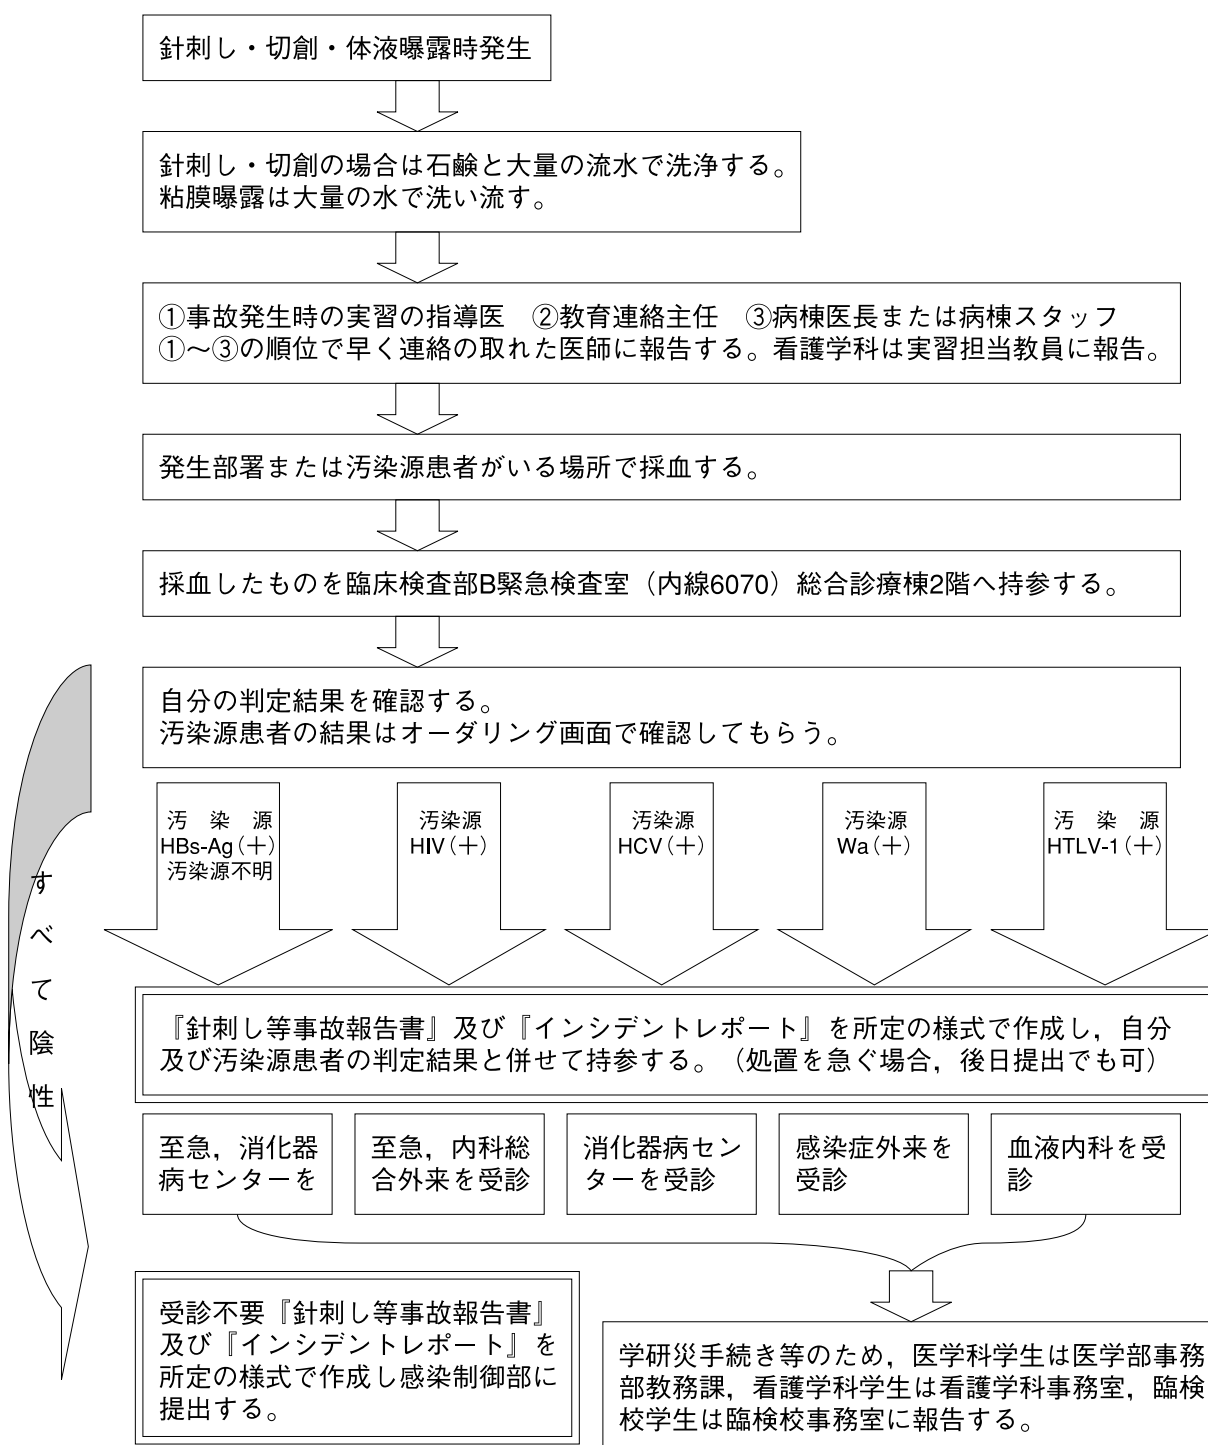 針刺し・切創・体液曝露時発生
針刺し・切創の場合は石鹸と大量の流水で洗浄する。
粘膜曝露は大量の水で洗い流す。
①事故発生時の実習の指導医　②教育連絡主任　③病棟医長または病棟スタッフ
①～③の順位で早く連絡の取れた医師に報告する。看護学科は実習担当教員に報告。
発生部署または汚染源患者がいる場所で採血する。
採血したものを臨床検査部B緊急検査室（内線6070）総合診療棟2階へ持参する。
自分の判定結果を確認する。
汚染源患者の結果はオーダリング画面で確認してもらう。
汚　染　源
HBs-Ag（＋）
汚染源不明
汚染源
HIV（＋）
汚染源
HCV（＋）
汚染源
Wa（＋）
汚　染　源
HTLV-1（＋）
すべて陰性
『針刺し等事故報告書』及び『インシデントレポート』を所定の様式で作成し，自分
及び汚染源患者の判定結果と併せて持参する。（処置を急ぐ場合，後日提出でも可）
至急，消化器
病センターを
至急，内科総
合外来を受診
消化器病セン
ターを受診
感染症外来を
受診
血液内科を受
診
受診不要『針刺し等事故報告書』
及び『インシデントレポート』を
所定の様式で作成し感染制御部に
提出する。
学研災手続き等のため，医学科学生は医学部事務
部教務課，看護学科学生は看護学科事務室，臨検
校学生は臨検校事務室に報告する。